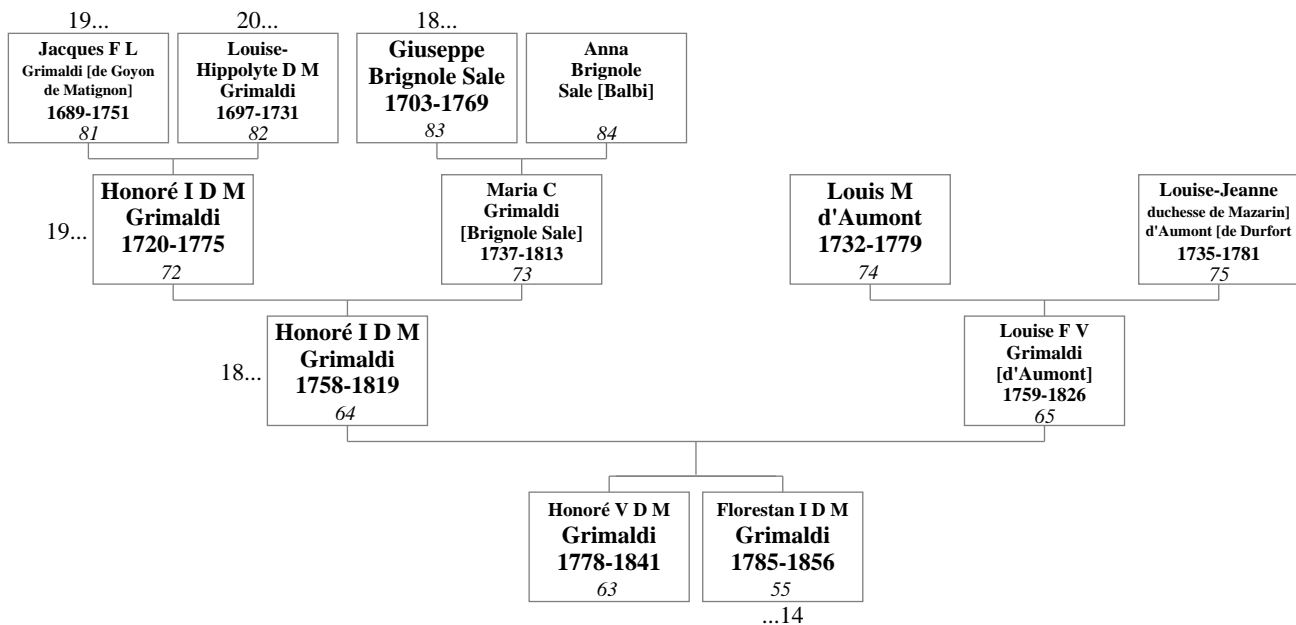 19...
20...
18...
Jacques F L
Grimaldi [de Goyon
de Matignon]
1689-1751
81
Louise-
Hippolyte D M
Grimaldi
1697-1731
82
Giuseppe
Brignole Sale
1703-1769
83
Anna
Brignole
Sale [Balbi]
84
19...
Honoré I D M
Grimaldi
1720-1775
72
Maria C
Grimaldi
[Brignole Sale]
1737-1813
73
Louis M
d'Aumont
1732-1779
74
Louise-Jeanne
duchesse de Mazarin]
d'Aumont [de Durfort
1735-1781
75
18...
Honoré I D M
Grimaldi
1758-1819
64
Louise F V
Grimaldi
[d'Aumont]
1759-1826
65
Honoré V D M
Grimaldi
1778-1841
63
Florestan I D M
Grimaldi
1785-1856
55
...14